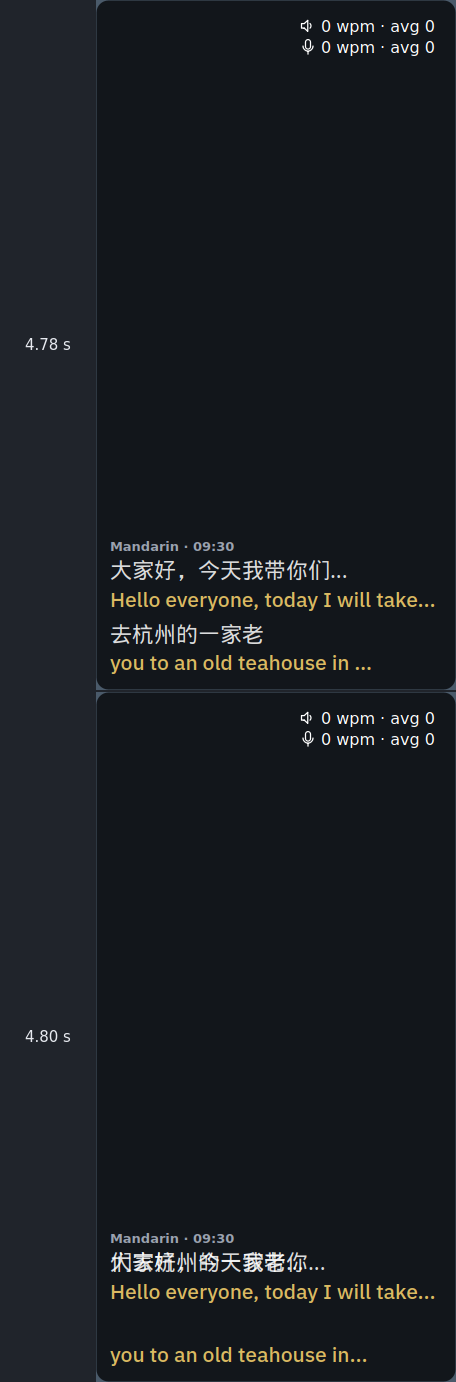 0 wpm · avg 0
0 wpm · avg 0
4.78 s
Mandarin · 09:30
大家好，今天我带你们...
Hello everyone, today I will take...
去杭州的一家老
you to an old teahouse in ...
0 wpm · avg 0
0 wpm · avg 0
4.80 s
Mandarin · 09:30
Hello everyone, today I will take...
you to an old teahouse in...